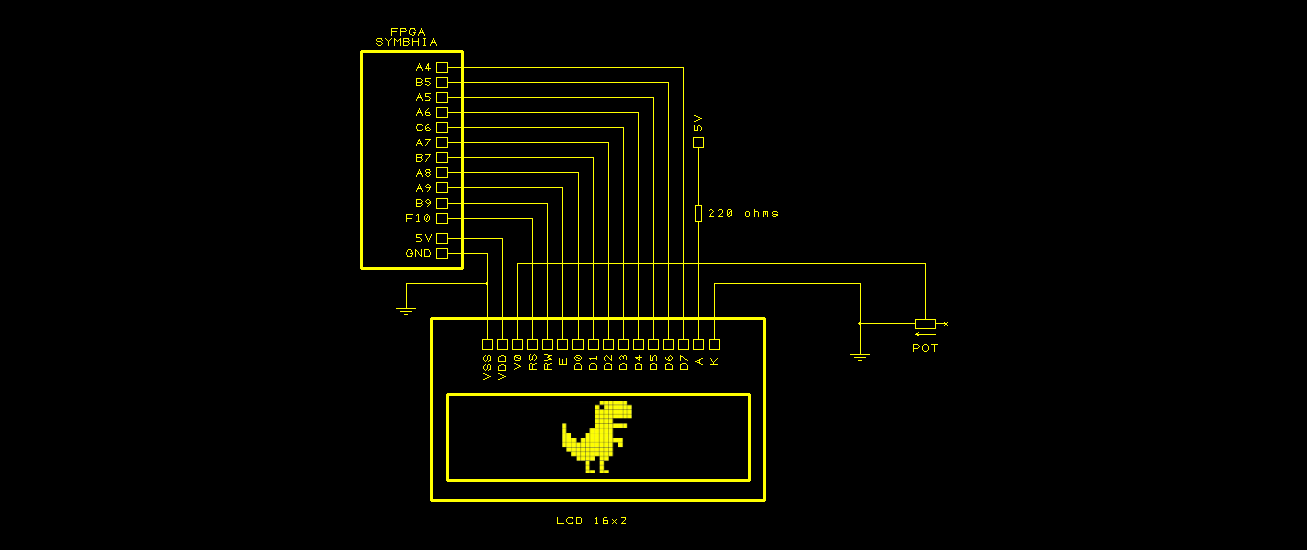 FPGA
SYMBHIA
A4
B5
A5
A6
C6
A7
B7
A8
A9
B9
F10
5V
GND
5V
220 ohms
POT
VSS
VDD
V0
RS
RW
E
D0
D1
D2
D3
D4
D5
D6
D7
A
K
LCD 16x2